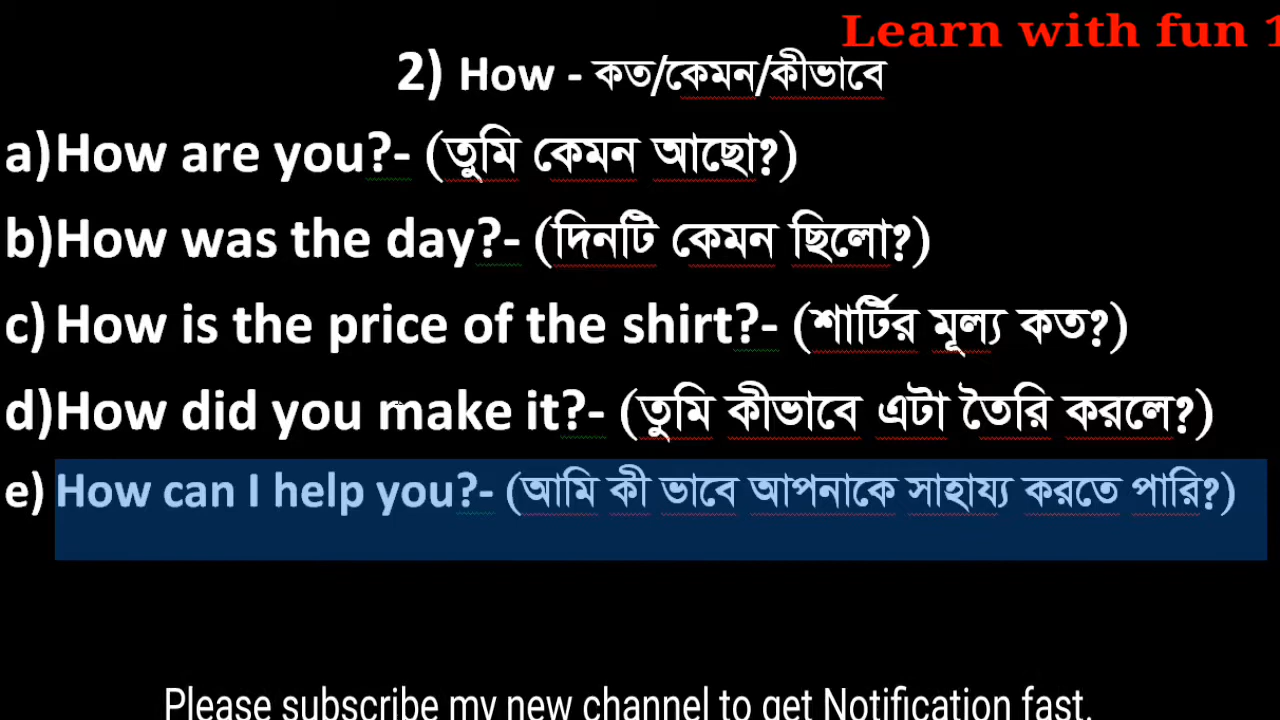 Learn with fun 1
2) How - কত/কেমন/কীভাবে
a)How are you?- (তুমি কেমন আছো?)
b)How was the day?- (দিনটি কেমন ছিলো?)
c) How is the price of the shirt?- (শার্টির মূল্য কত?)
d)How did you make it?- (তুমি কীভাবে এটা তৈরি করলে?)
e) How can I help you?- (আমি কী ভাবে আপনাকে সাহায্য করতে পারি?)
Please subscribe my new channel to get Notification fast.